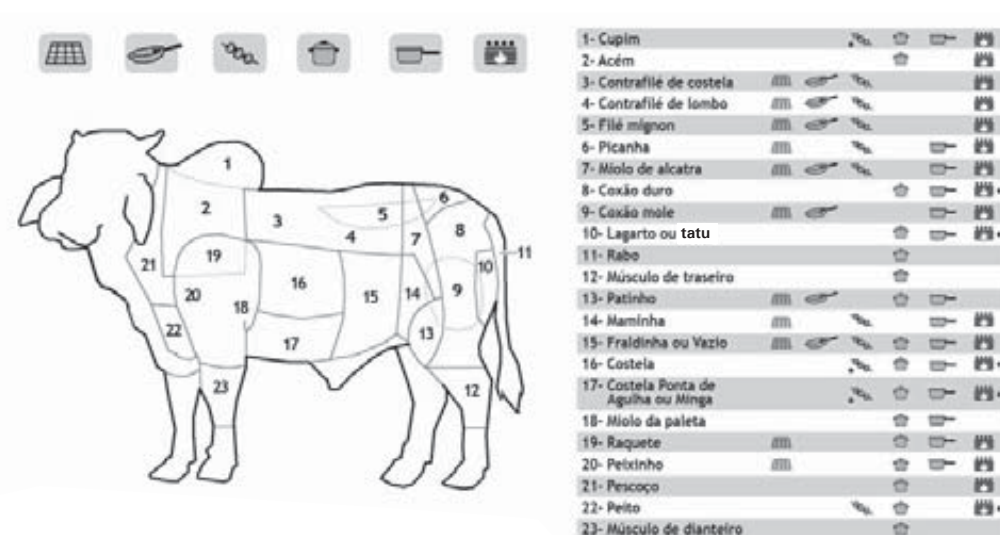 1
2
3
4
5
6
7
8
9
10
11
12
13
14
15
16
17
18
19
20
21
22
23
1- Cupim
2- Acém
3- Contrafilé de costela
4- Contrafilé de lombo
5- Filé mignon
6- Picanha
7- Miolo de alcatra
8- Coxão duro
9- Coxão mole
10- Lagarto ou tatu
11- Rabo
12- Músculo de traseiro
13- Patinho
14- Maminha
15- Fraldinha ou Vazio
16- Costela
17- Costela Ponta de
Agulha ou Minga
18- Miolo da paleta
19- Raquete
20- Peixinho
21- Pescoço
22- Peito
23- Músculo de dianteiro